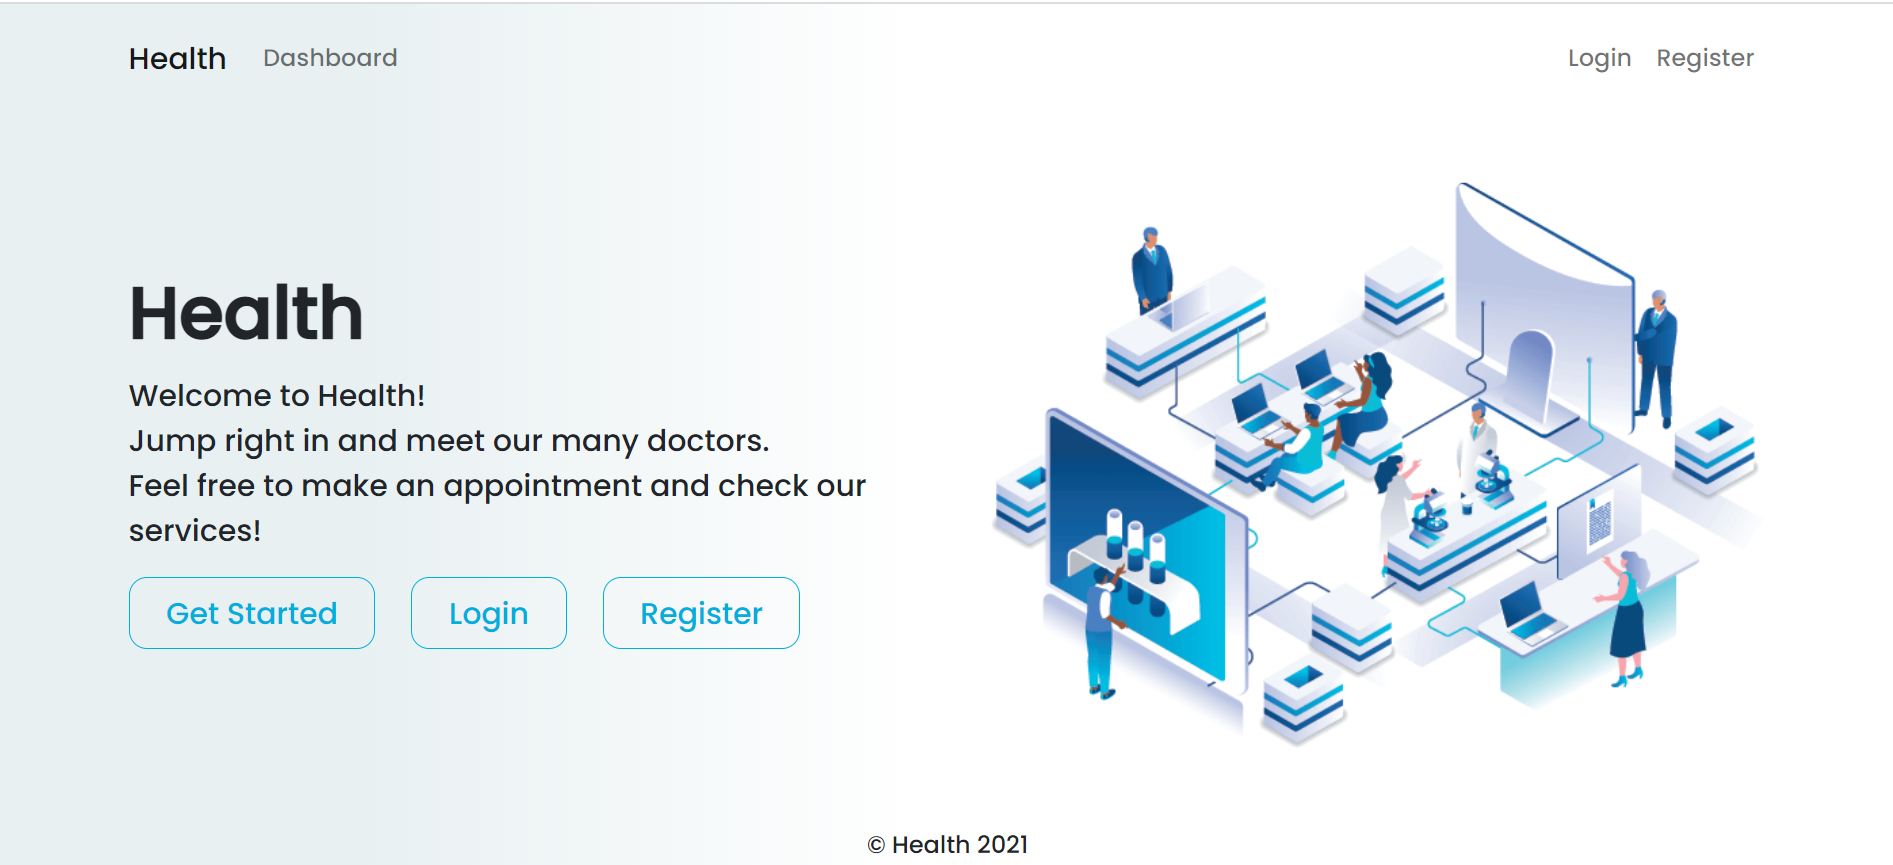 Health
Dashboard
Login
Register
Health
Welcome to Health!
Jump right in and meet our many doctors.
Feel free to make an appointment and check our
services!
Get Started
Login
Register
© Health 2021